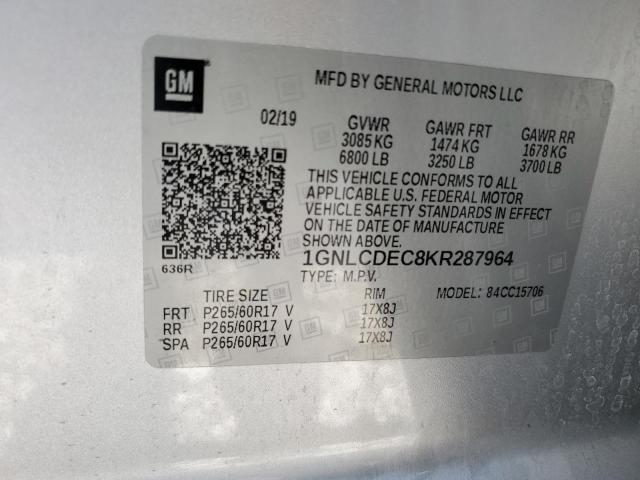 GM
MFD BY GENERAL MOTORS LLC
02/19
GVWR GAWR FRT GAWR RR
3085 KG 1474 KG 1678 KG
6800 LB 3250 LB 3700 LB
THIS VEHICLE CONFORMS TO ALL
APPLICABLE U.S. FEDERAL MOTOR
VEHICLE SAFETY STANDARDS IN EFFECT
ON THE DATE OF MANUFACTURE
SHOWN ABOVE.
636R
1GNLCDEC8KR287964
TYPE: M.P.V. MODEL: 84CC15706
TIRE SIZE RIM
FRT P265/60R17 V 17X8J
RR P265/60R17 V 17X8J
SPA P265/60R17 V 17X8J